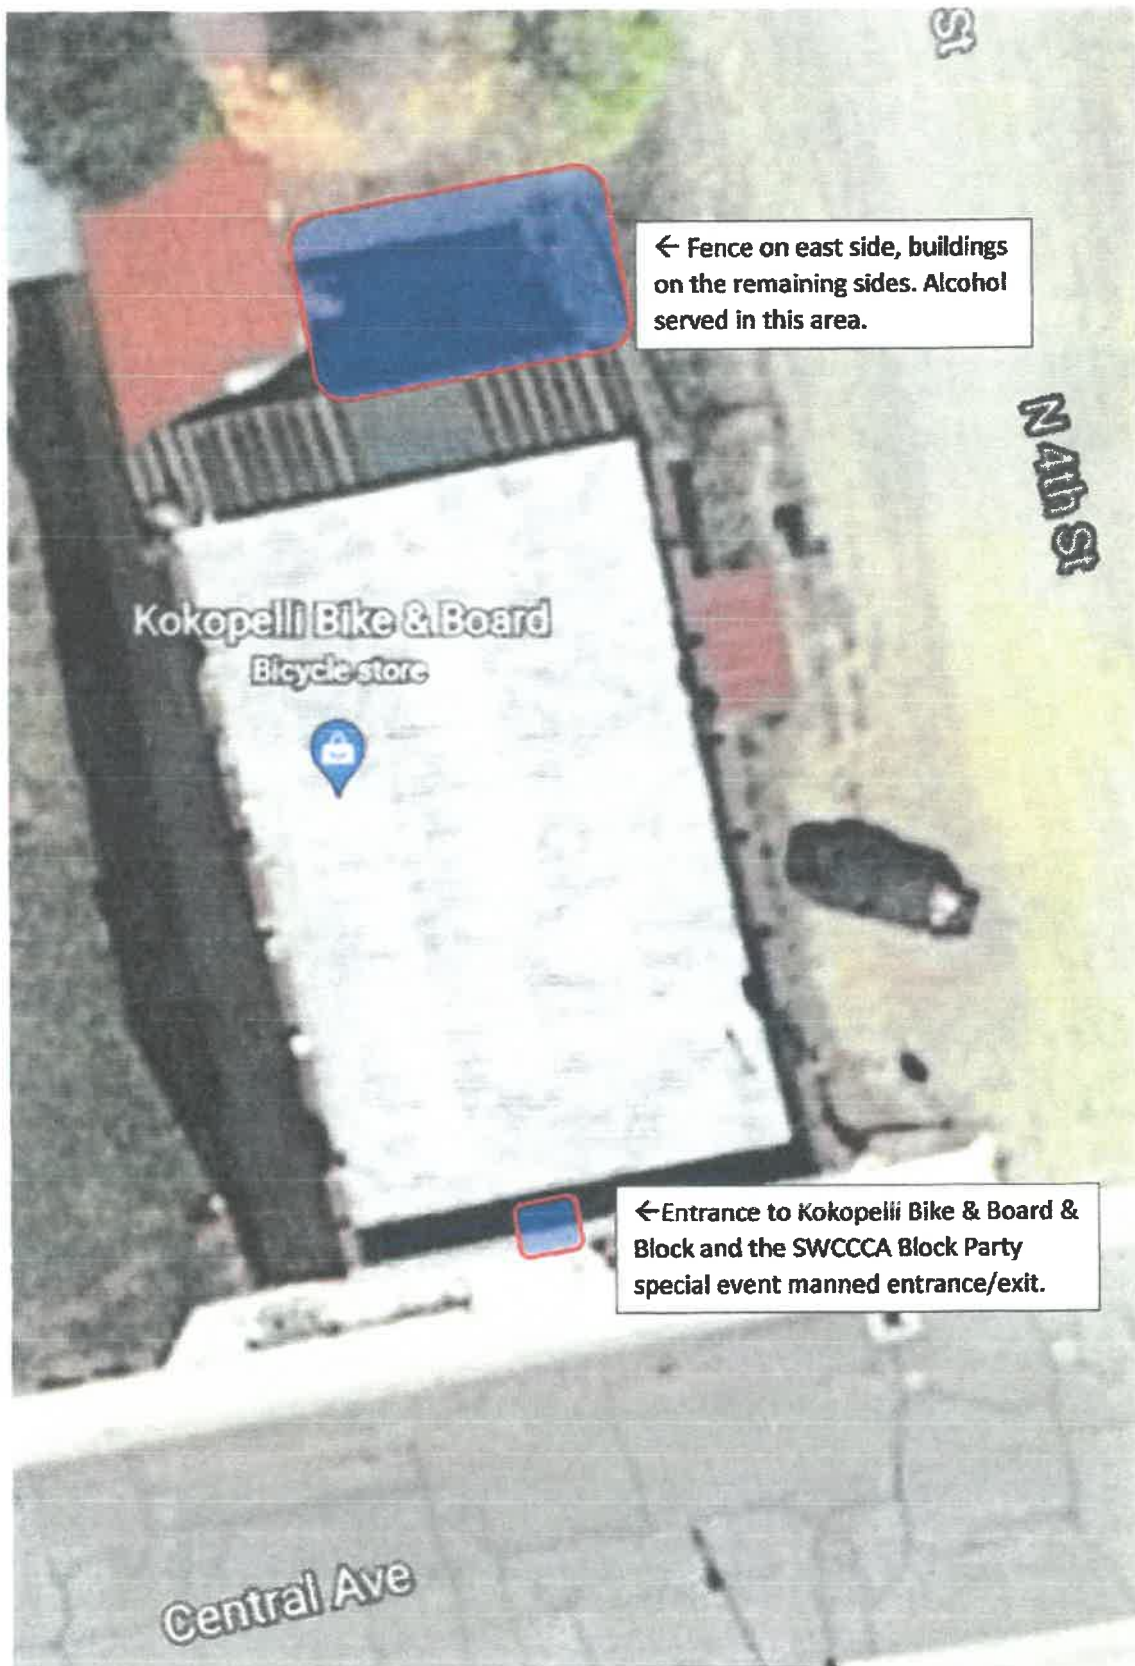 St
← Fence on east side, buildings
on the remaining sides. Alcohol
served in this area.
N 4th St
Kokopelli Bike & Board
Bicycle store
←Entrance to Kokopelli Bike & Board &
Block and the SWCCCA Block Party
special event manned entrance/exit.
Central Ave